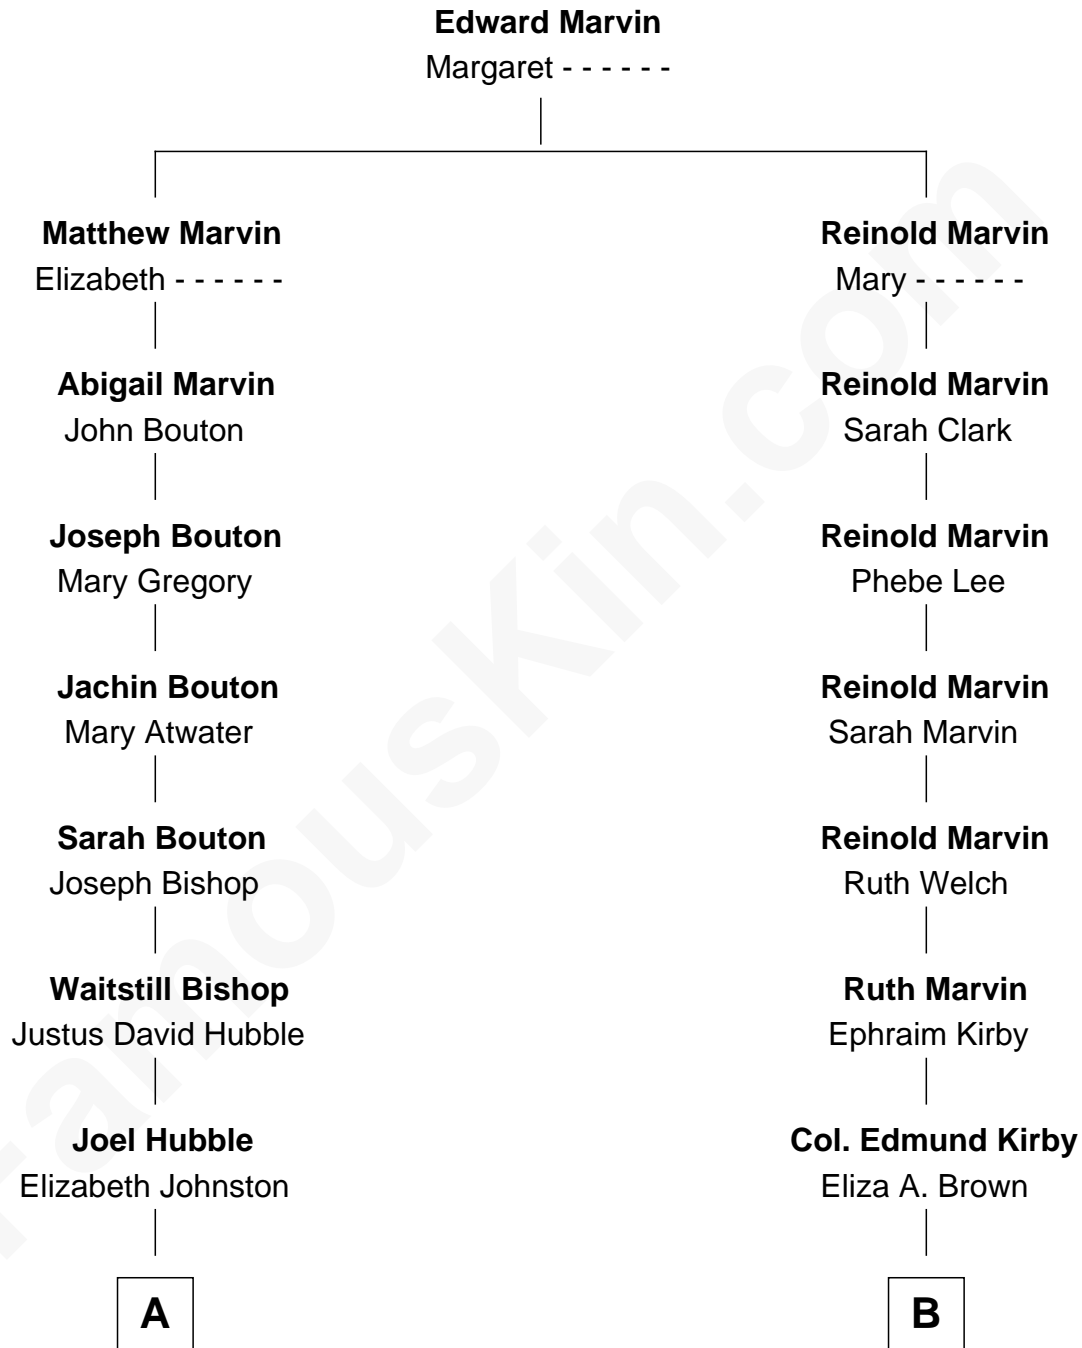 Edward Marvin
Margaret - - - - - -
Matthew Marvin
Elizabeth - - - - - -
Reinold Marvin
Mary - - - - - -
Abigail Marvin
John Bouton
Reinold Marvin
Sarah Clark
Joseph Bouton
Mary Gregory
Reinold Marvin
Phebe Lee
Jachin Bouton
Mary Atwater
Reinold Marvin
Sarah Marvin
Sarah Bouton
Joseph Bishop
Reinold Marvin
Ruth Welch
Waitstill Bishop
Justus David Hubble
Ruth Marvin
Ephraim Kirby
Joel Hubble
Elizabeth Johnston
Col. Edmund Kirby
Eliza A. Brown
A
B
FamousKin.com